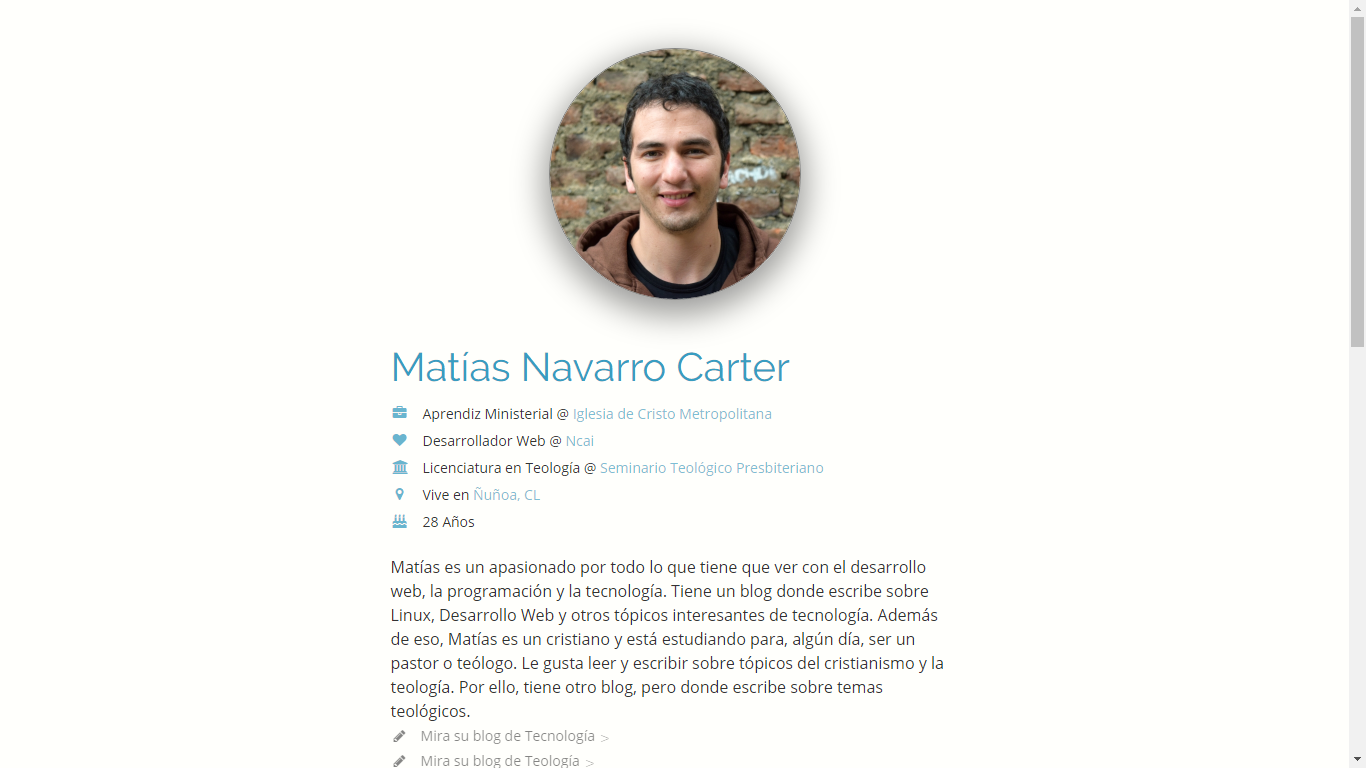 Matías Navarro Carter
Aprendiz Ministerial @ Iglesia de Cristo Metropolitana
Desarrollador Web @ Ncai
Licenciatura en Teología @ Seminario Teológico Presbiteriano
Vive en Ñuñoa, CL
28 Años
Matías es un apasionado por todo lo que tiene que ver con el desarrollo
web, la programación y la tecnología. Tiene un blog donde escribe sobre
Linux, Desarrollo Web y otros tópicos interesantes de tecnología. Además
de eso, Matías es un cristiano y está estudiando para, algún día, ser un
pastor o teólogo. Le gusta leer y escribir sobre tópicos del cristianismo y la
teología. Por ello, tiene otro blog, pero donde escribe sobre temas
teológicos.
Mira su blog de Tecnología >
Mira su blog de Teología >